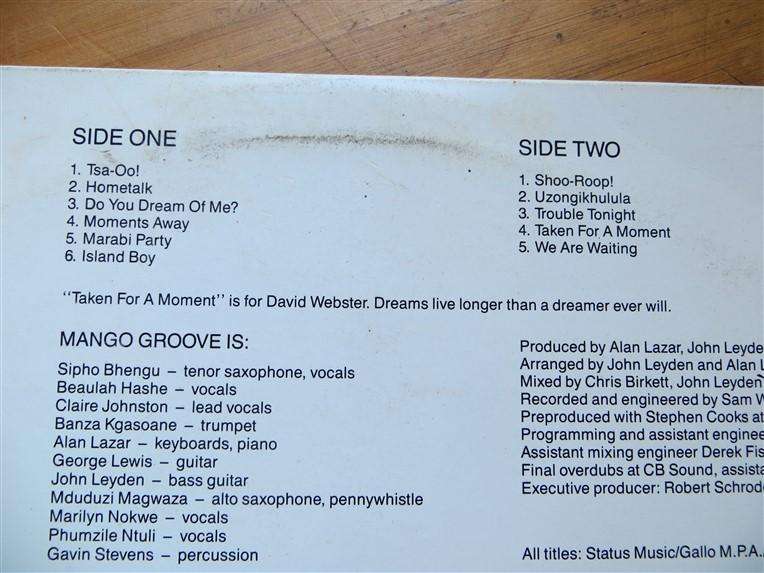 SIDE ONE
1. Tsa-Oo!
2. Hometalk
3. Do You Dream Of Me?
4. Moments Away
5. Marabi Party
6. Island Boy
SIDE TWO
1. Shoo-Roop!
2. Uzongikhulula
3. Trouble Tonight
4. Taken For A Moment
5. We Are Waiting
"Taken For A Moment" is for David Webster. Dreams live longer than a dreamer ever will.
MANGO GROOVE IS:
Sipho Bhengu – tenor saxophone, vocals
Beaulah Hashe – vocals
Claire Johnston – lead vocals
Banza Kgasoane – trumpet
Alan Lazar – keyboards, piano
George Lewis – guitar
John Leyden – bass guitar
Mduduzi Magwaza – alto saxophone, pennywhistle
Marilyn Nokwe – vocals
Phumzile Ntuli – vocals
Gavin Stevens – percussion
Produced by Alan Lazar, John Leyde
Arranged by John Leyden and Alan L
Mixed by Chris Birkett, John Leyden
Recorded and engineered by Sam W
Preproduced with Stephen Cooks at
Programming and assistant enginee
Assistant mixing engineer Derek Fis
Final overdubs at CB Sound, assista
Executive producer: Robert Schrod
All titles: Status Music/Gallo M.P.A.